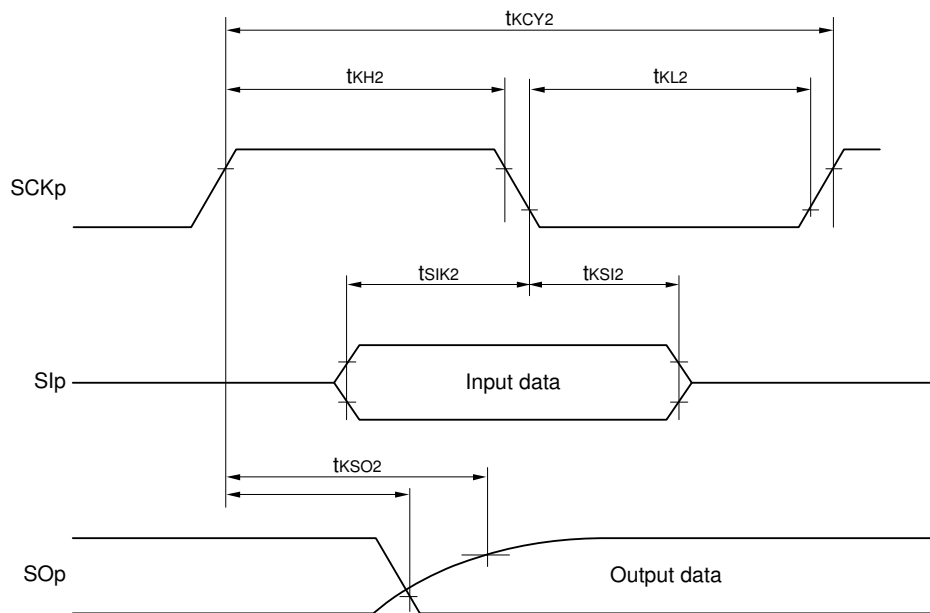 tKCY2
tKH2
tKL2
SCKp
tSIK2
tKSI2
SIp
Input data
tKSO2
SOp
Output data